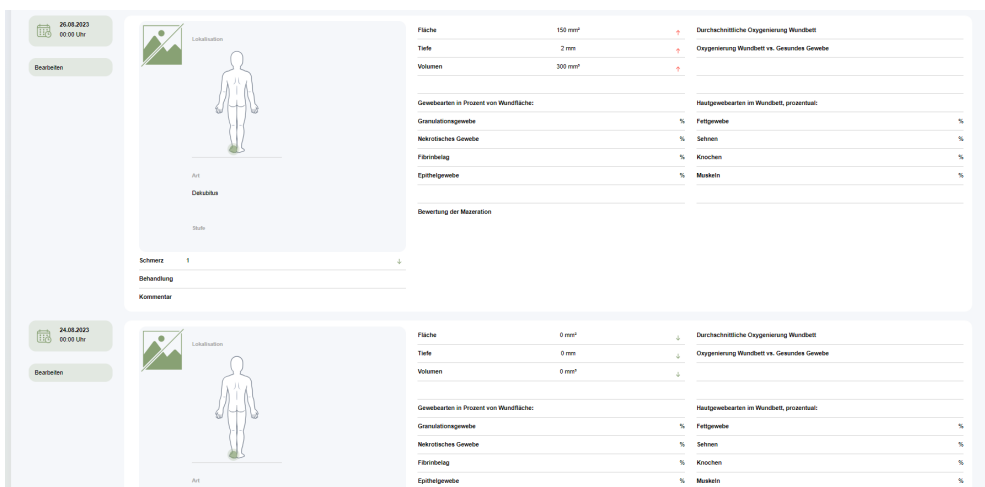 26.08.2023
00:00 Uhr
Bearbeiten
Lokalisation
Art
Dekubitus
Stufe
Schmerz 1
Behandlung
Kommentar
Fläche 150 mm²
Tiefe 2 mm
Volumen 300 mm³
Gewebearten in Prozent von Wundfläche:
Granulationsgewebe %
Nekrotisches Gewebe %
Fibrinbelag %
Epithelgewebe %
Bewertung der Mazeration
Durchschnittliche Oxygenierung Wundbett
Oxygenierung Wundbett vs. Gesundes Gewebe
Hautgewebearten im Wundbett, prozentual:
Fettgewebe %
Sehnen %
Knochen %
Muskeln %
24.08.2023
00:00 Uhr
Bearbeiten
Lokalisation
Art
Fläche 0 mm²
Tiefe 0 mm
Volumen 0 mm³
Gewebearten in Prozent von Wundfläche:
Granulationsgewebe %
Nekrotisches Gewebe %
Fibrinbelag %
Epithelgewebe %
Durchschnittliche Oxygenierung Wundbett
Oxygenierung Wundbett vs. Gesundes Gewebe
Hautgewebearten im Wundbett, prozentual:
Fettgewebe %
Sehnen %
Knochen %
Muskeln %